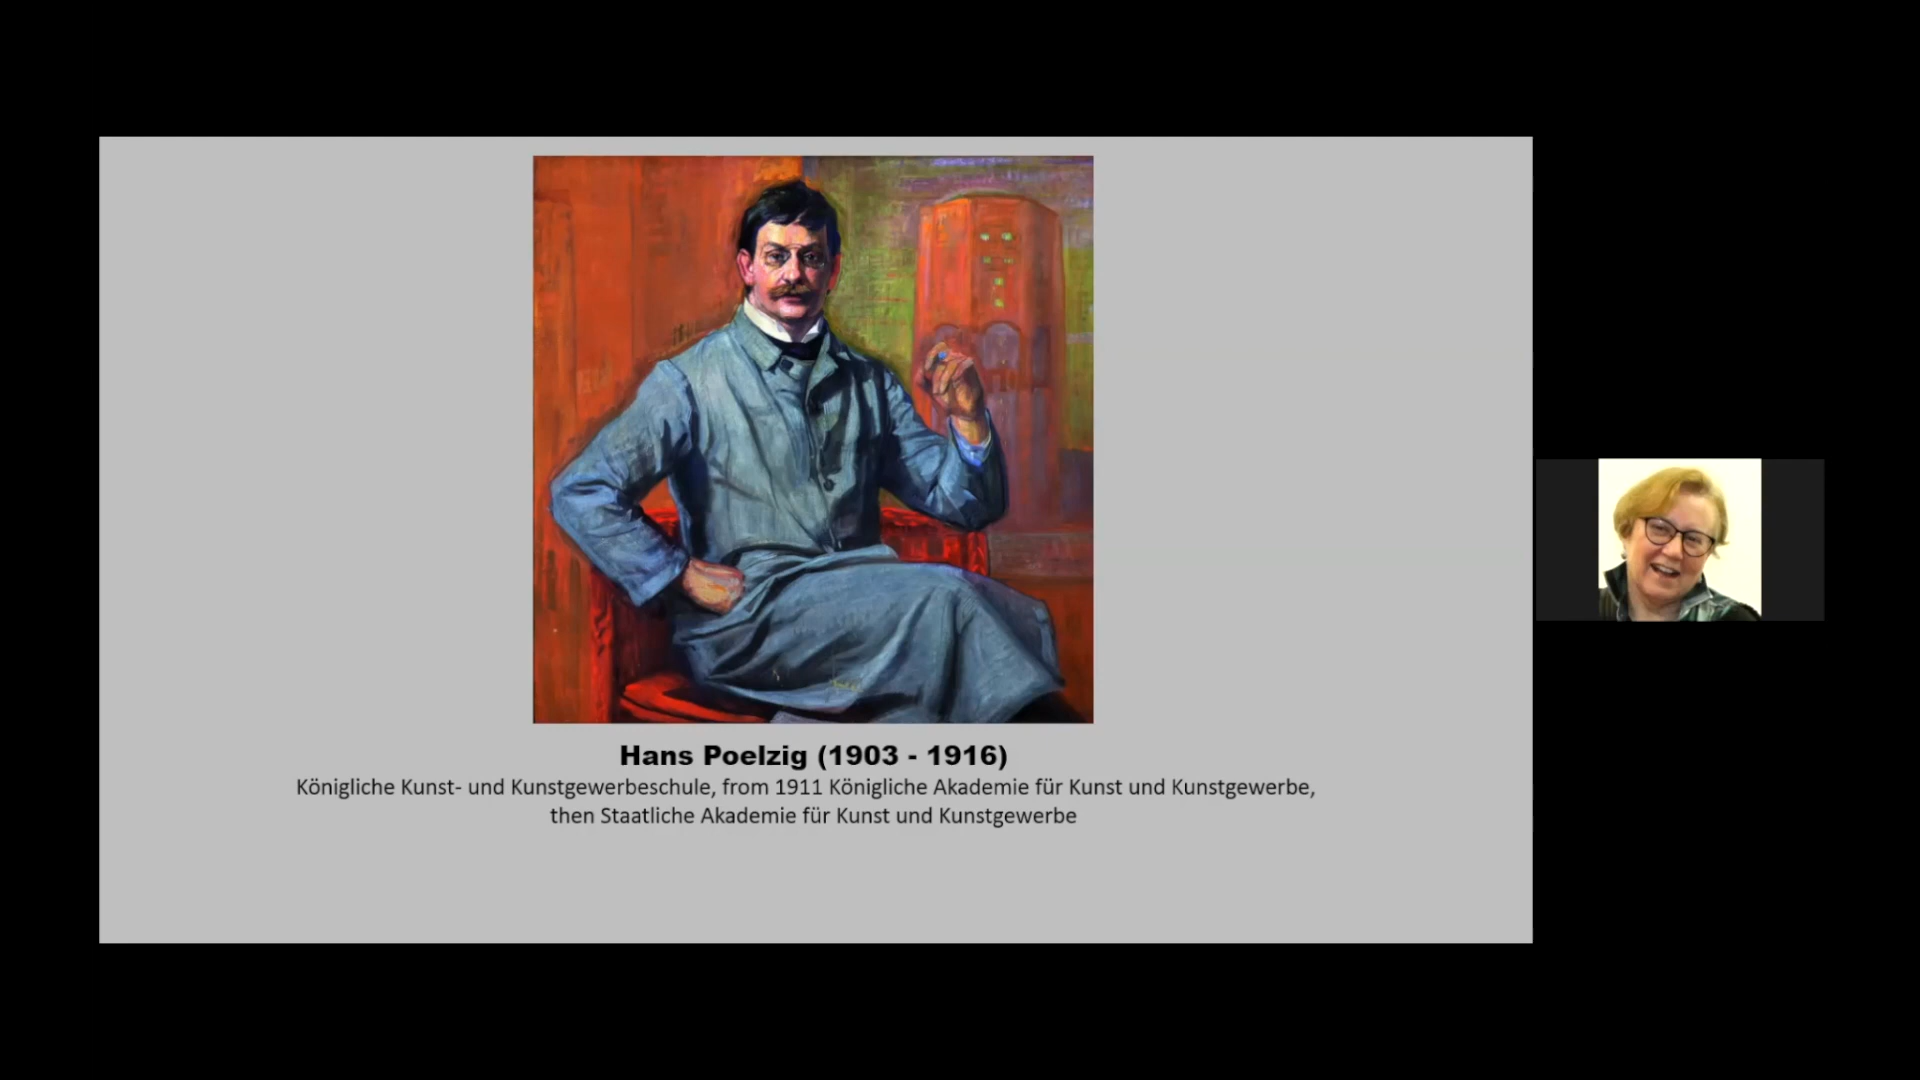 Hans Poelzig (1903 - 1916)
Königliche Kunst- und Kunstgewerbeschule, from 1911 Königliche Akademie für Kunst und Kunstgewerbe,
then Staatliche Akademie für Kunst und Kunstgewerbe